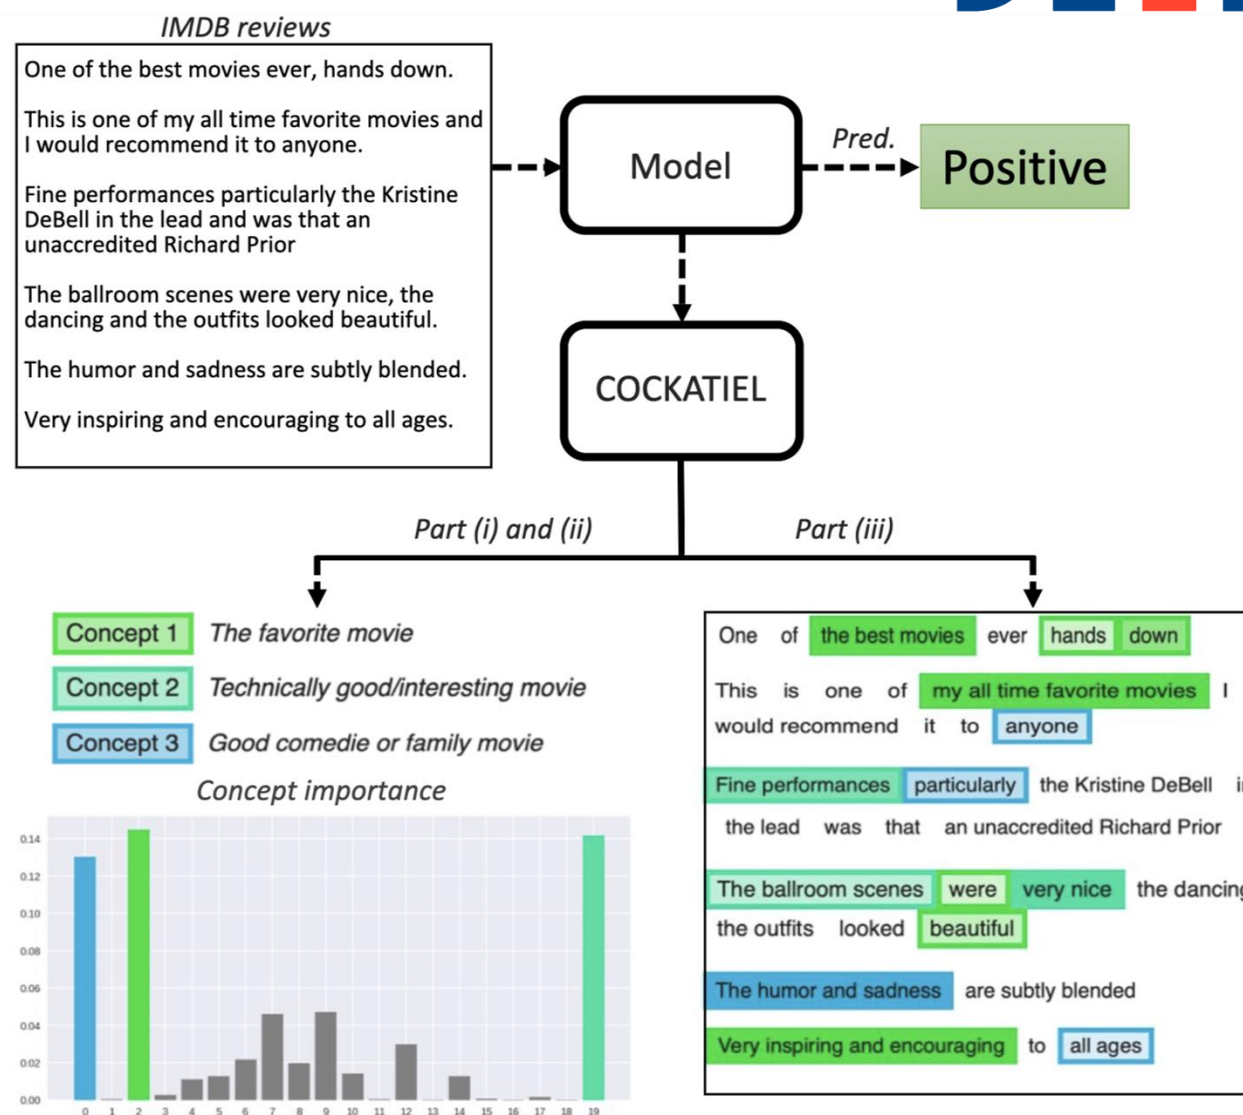 IMDB reviews
One of the best movies ever, hands down.
This is one of my all time favorite movies and
I would recommend it to anyone.
Fine performances particularly the Kristine
DeBell in the lead and was that an
unaccredited Richard Prior
The ballroom scenes were very nice, the
dancing and the outfits looked beautiful.
The humor and sadness are subtly blended.
Very inspiring and encouraging to all ages.
Model
Pred.
Positive
COCKATIEL
Part (i) and (ii)
Part (iii)
Concept 1 The favorite movie
Concept 2 Technically good/interesting movie
Concept 3 Good comedie or family movie
Concept importance
0.14
0.12
0.10
0.08
0.06
0.04
0.02
0.00
0 1 2 3 4 5 6 7 8 9 10 11 12 13 14 15 16 17 18 19
One of the best movies ever hands down
This is one of my all time favorite movies I
would recommend it to anyone
Fine performances particularly the Kristine DeBell
the lead was that an unaccredited Richard Prior
The ballroom scenes were very nice the dancing
the outfits looked beautiful
The humor and sadness are subtly blended
Very inspiring and encouraging to all ages